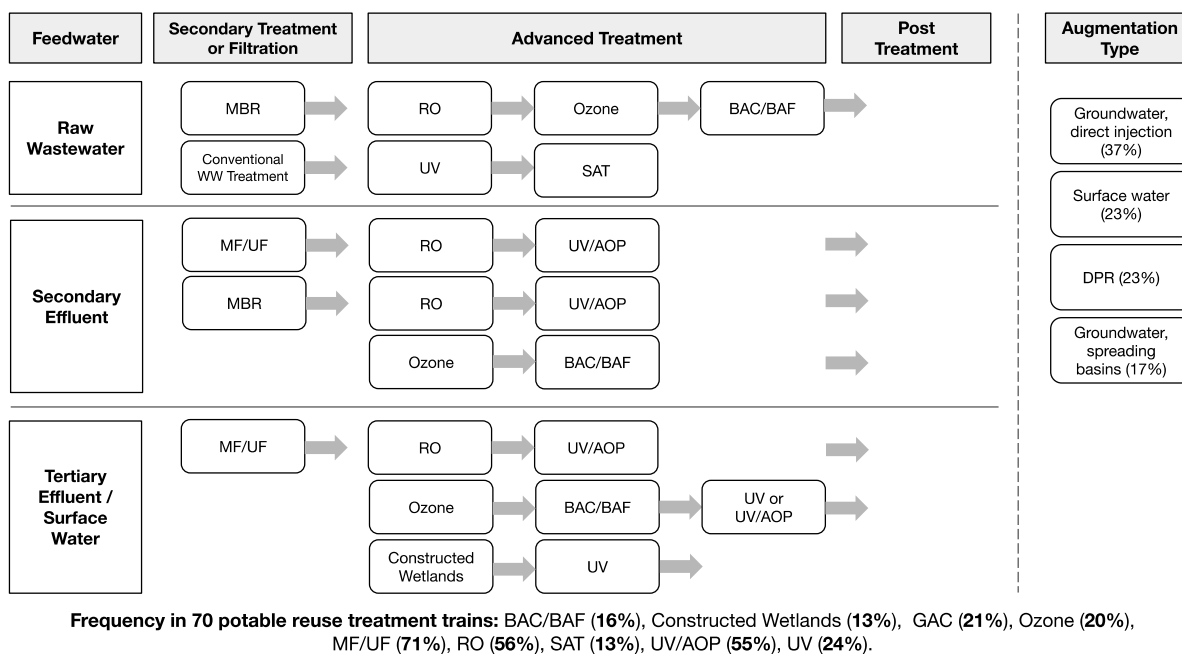 Feedwater
Secondary Treatment
or Filtration
Advanced Treatment
Post
Treatment
Augmentation
Type
Raw
Wastewater
MBR
RO
Ozone
BAC/BAF
Conventional
WW Treatment
UV
SAT
Secondary
Effluent
MF/UF
RO
UV/AOP
MBR
RO
UV/AOP
Ozone
BAC/BAF
Tertiary
Effluent /
Surface
Water
MF/UF
RO
UV/AOP
Ozone
BAC/BAF
UV or
UV/AOP
Constructed
Wetlands
UV
Groundwater,
direct injection
(37%)
Surface water
(23%)
DPR (23%)
Groundwater,
spreading
basins (17%)
Frequency in 70 potable reuse treatment trains: BAC/BAF (16%), Constructed Wetlands (13%), GAC (21%), Ozone (20%),
MF/UF (71%), RO (56%), SAT (13%), UV/AOP (55%), UV (24%).